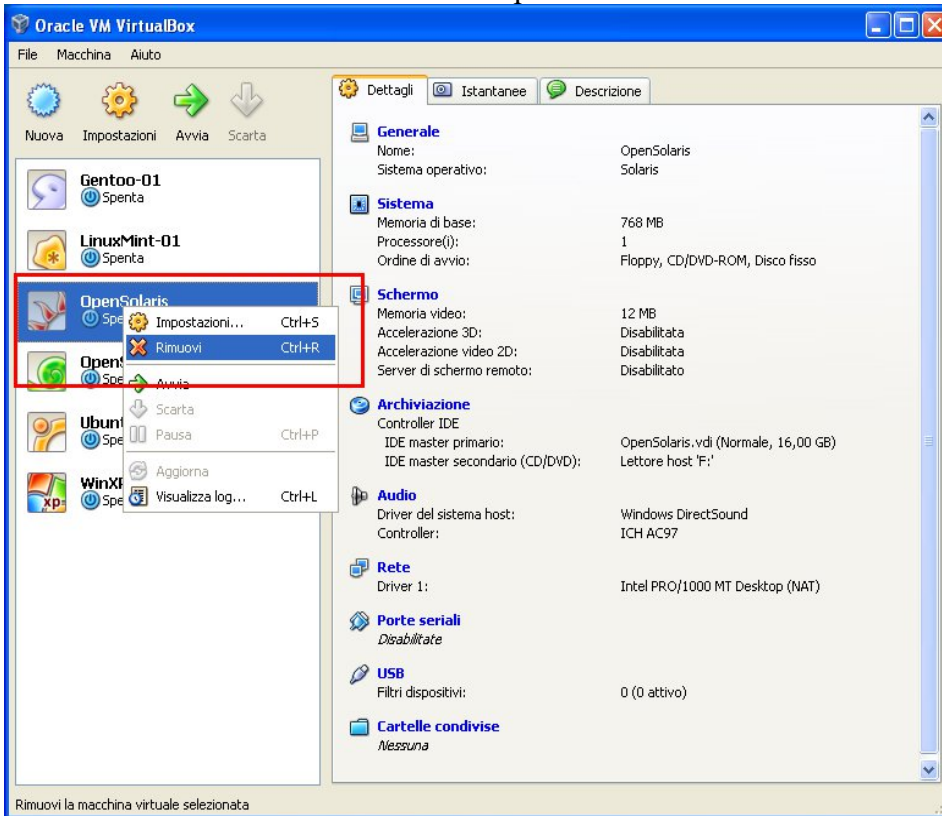 Oracle VM VirtualBox
File Macchina Aiuto
Nuova Impostazioni Avvia Scarta
Gentoo-01
Spenta
LinuxMint-01
Spenta
OpenSolaris
Impostazioni... Ctrl+S
Rimuovi Ctrl+R
Avvia
Scarta
Pausa Ctrl+P
Aggiorna
Visualizza log... Ctrl+L
Dettagli Istantanee Descrizione
Generale
Nome: OpenSolaris
Sistema operativo: Solaris
Sistema
Memoria di base: 768 MB
Processore(i): 1
Ordine di avvio: Floppy, CD/DVD-ROM, Disco fisso
Schermo
Memoria video: 12 MB
Accelerazione 3D: Disabilitata
Accelerazione video 2D: Disabilitata
Server di schermo remoto: Disabilitato
Archiviazione
Controller IDE
IDE master primario: OpenSolaris.vdi (Normale, 16,00 GB)
IDE master secondario (CD/DVD): Lettore host 'F:'
Audio
Driver del sistema host: Windows DirectSound
Controller: ICH AC97
Rete
Driver 1: Intel PRO/1000 MT Desktop (NAT)
Porte seriali
Disabilitate
USB
Filtri dispositivi: 0 (0 attivo)
Cartelle condivise
Nessuna
Rimuovi la macchina virtuale selezionata